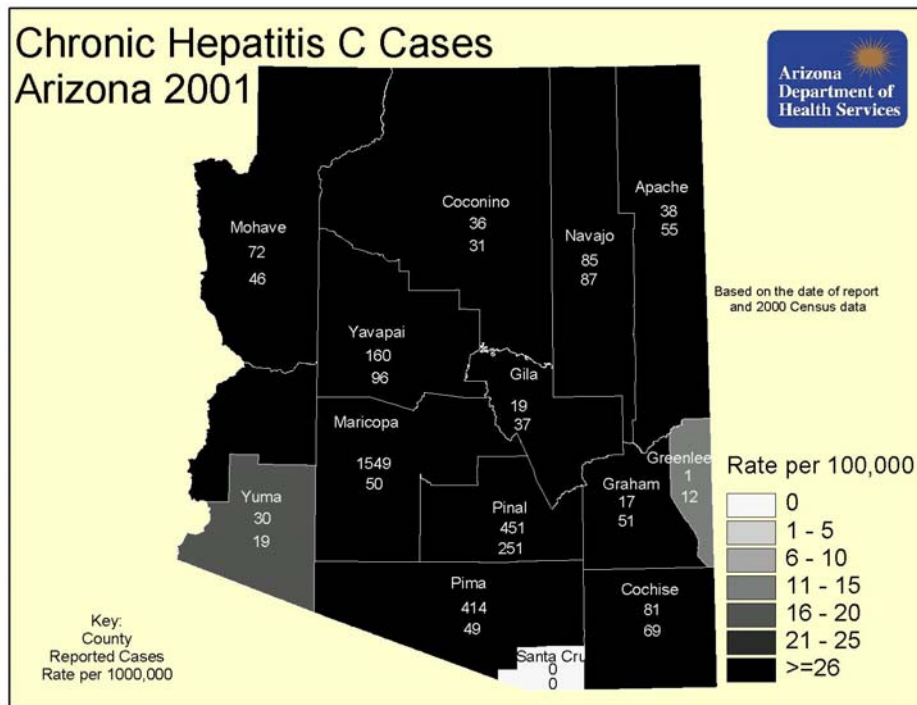 Chronic Hepatitis C Cases
Arizona 2001
Arizona
Department of
Health Services
Mohave
72
46
Coconino
36
31
Navajo
85
87
Apache
38
55
Based on the date of report
and 2000 Census data
Yavapai
160
96
Gila
19
37
Maricopa
1549
50
Yuma
30
19
Pinal
451
251
Graham
17
51
Greenlee
1
12
Pima
414
49
Cochise
81
69
Santa Cru
0
0
Key:
County
Reported Cases
Rate per 1000,000
Rate per 100,000
0
1 - 5
6 - 10
11 - 15
16 - 20
21 - 25
>=26